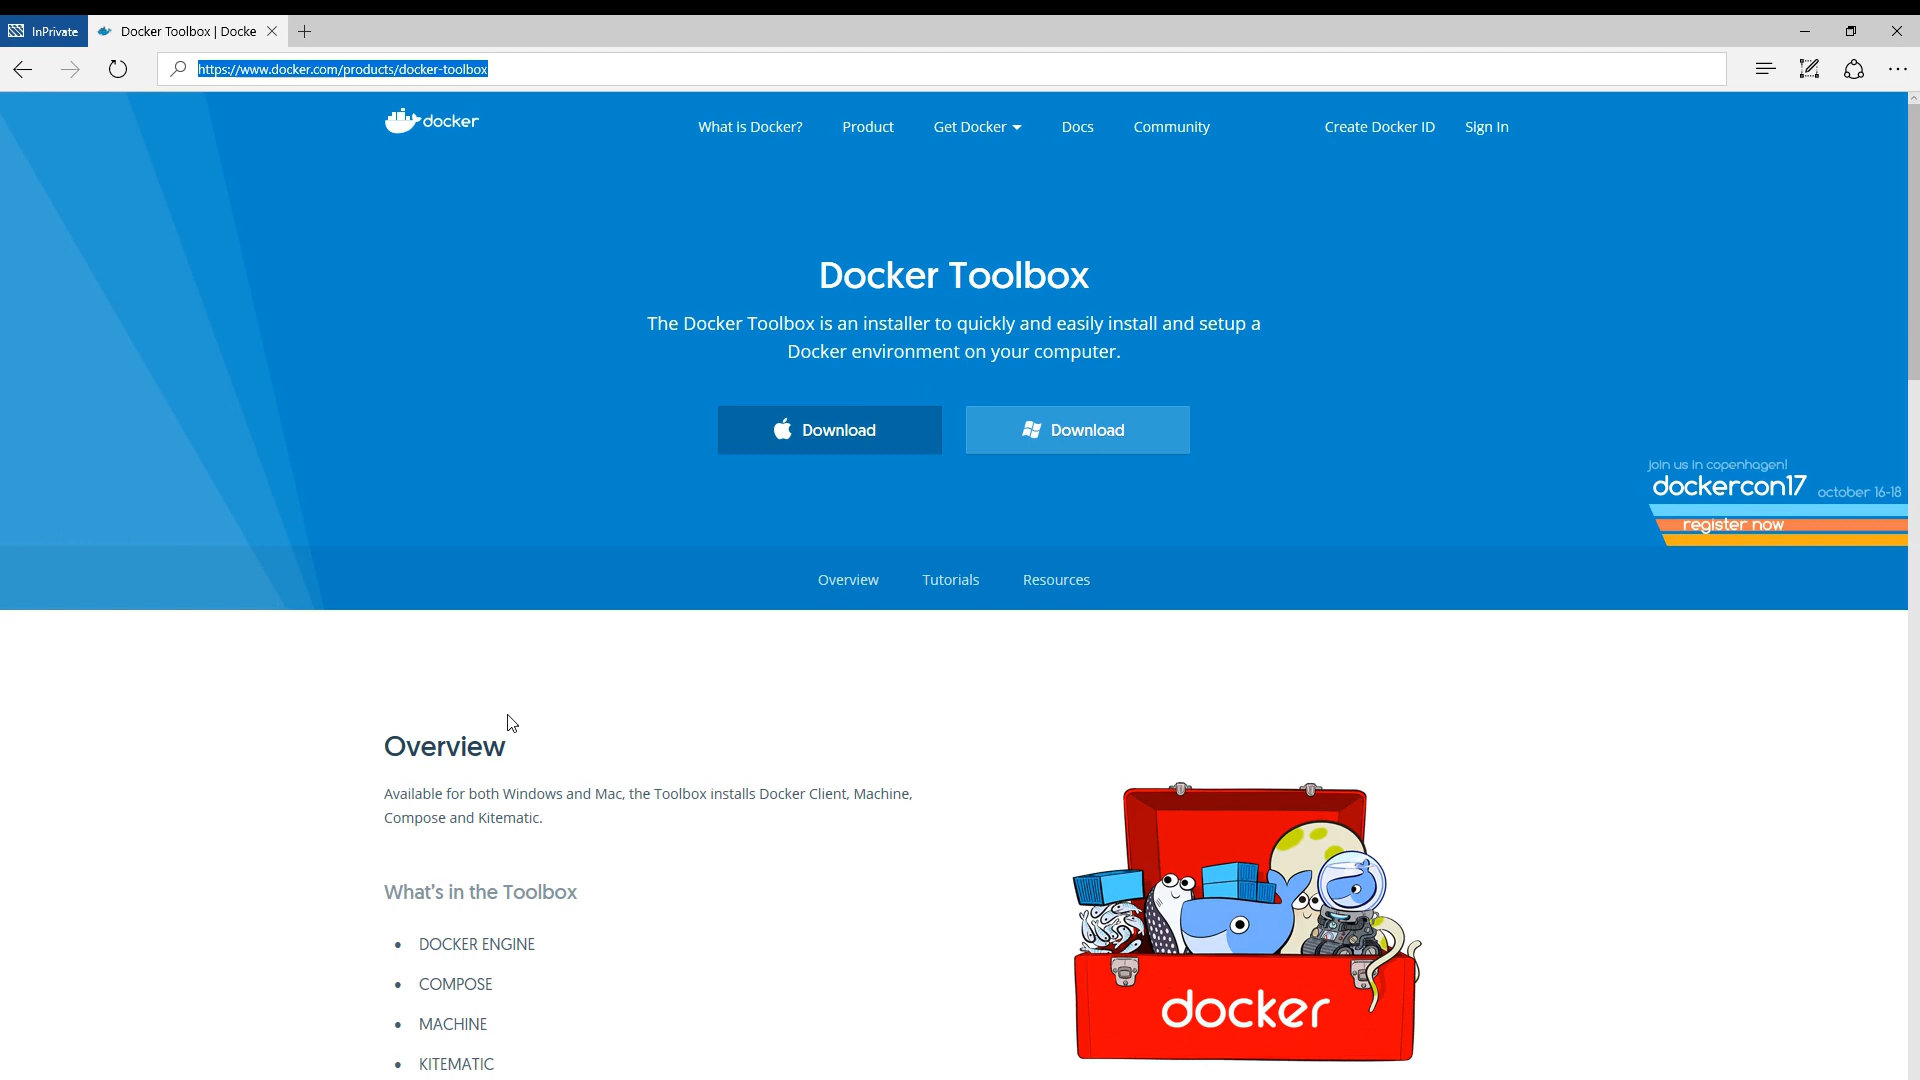 InPrivate
Docker Toolbox | Docke
https://www.docker.com/products/docker-toolbox
docker
What is Docker?
Product
Get Docker
Docs
Community
Create Docker ID
Sign In
Docker Toolbox
The Docker Toolbox is an installer to quickly and easily install and setup a
Docker environment on your computer.
Download
Download
join us in copenhagen!
dockercon17 october 16-18
register now
Overview
Tutorials
Resources
Overview
Available for both Windows and Mac, the Toolbox installs Docker Client, Machine,
Compose and Kitematic.
What's in the Toolbox
• DOCKER ENGINE
• COMPOSE
• MACHINE
• KITEMATIC
docker